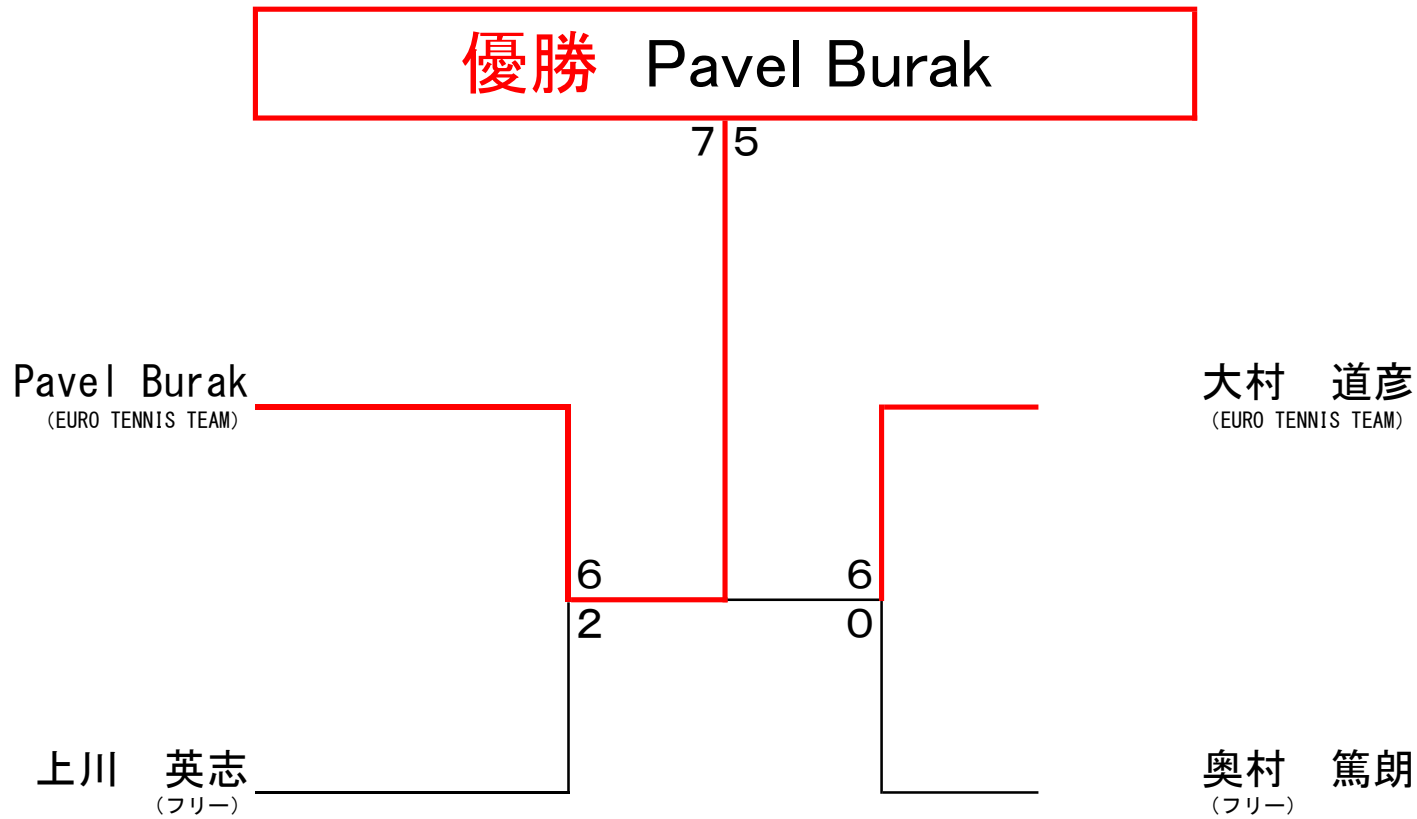 優勝　Pavel Burak
7 5
Pavel Burak
(EURO TENNIS TEAM)
大村　道彦
(EURO TENNIS TEAM)
6
2
6
0
上川　英志
(フリー)
奥村　篤朗
(フリー)